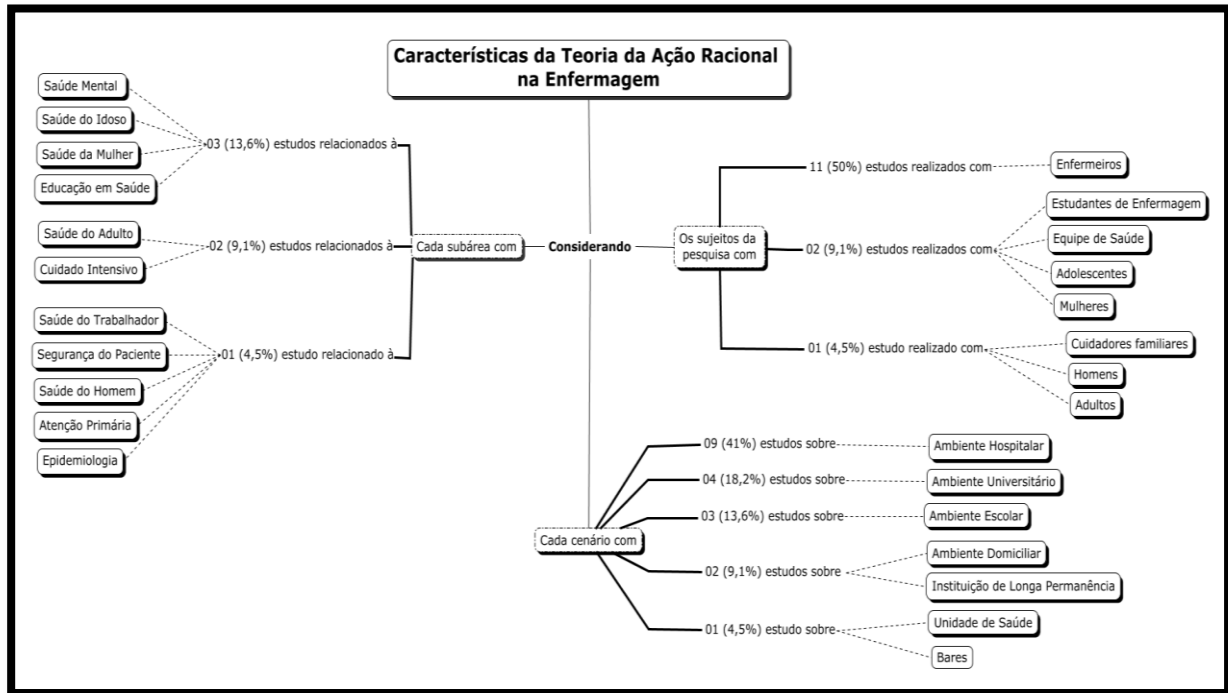 Características da Teoria da Ação Racional
na Enfermagem
Considerando
Cada subárea com
03 (13,6%) estudos relacionados à
Saúde Mental
Saúde do Idoso
Saúde da Mulher
Educação em Saúde
02 (9,1%) estudos relacionados à
Saúde do Adulto
Cuidado Intensivo
01 (4,5%) estudo relacionado à
Saúde do Trabalhador
Segurança do Paciente
Saúde do Homem
Atenção Primária
Epidemiologia
Os sujeitos da
pesquisa com
11 (50%) estudos realizados com
Enfermeiros
02 (9,1%) estudos realizados com
Estudantes de Enfermagem
Equipe de Saúde
Adolescentes
Mulheres
01 (4,5%) estudo realizado com
Cuidadores familiares
Homens
Adultos
Cada cenário com
09 (41%) estudos sobre
Ambiente Hospitalar
04 (18,2%) estudos sobre
Ambiente Universitário
03 (13,6%) estudos sobre
Ambiente Escolar
02 (9,1%) estudos sobre
Ambiente Domiciliar
Instituição de Longa Permanência
01 (4,5%) estudo sobre
Unidade de Saúde
Bares